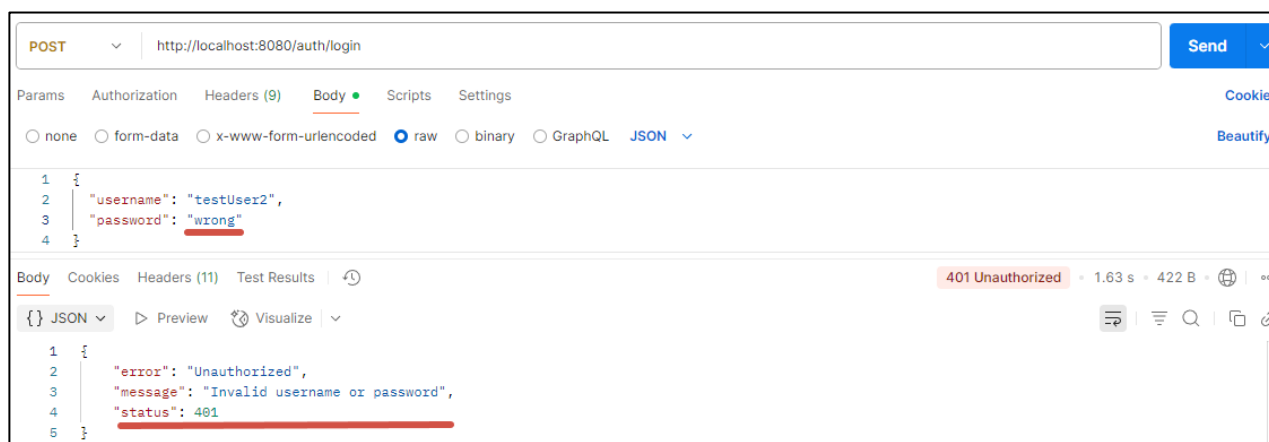 POST http://localhost:8080/auth/login Send
Params Authorization Headers (9) Body Scripts Settings Cookie
none form-data x-www-form-urlencoded raw binary GraphQL JSON Beautify
1 {
2 "username": "testUser2",
3 "password": "wrong"
4 }
Body Cookies Headers (11) Test Results 401 Unauthorized 1.63 s 422 B
{} JSON Preview Visualize
1 {
2 "error": "Unauthorized",
3 "message": "Invalid username or password",
4 "status": 401
5 }